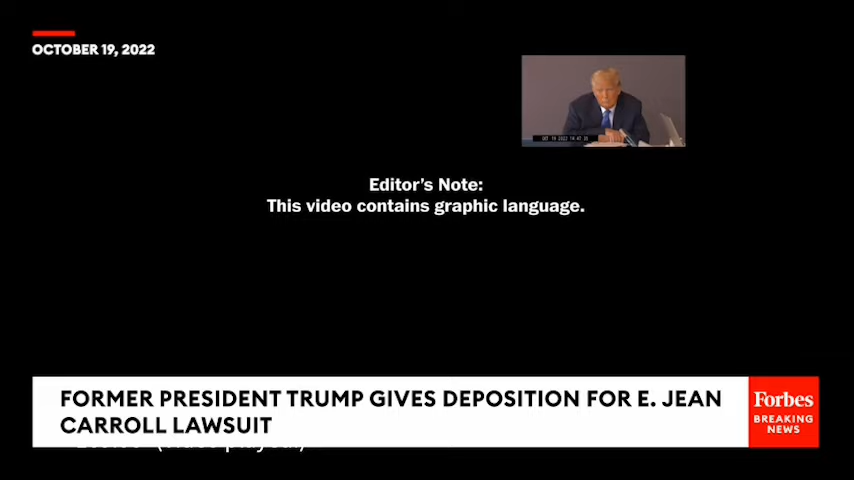 OCTOBER 19, 2022
Editor's Note:
This video contains graphic language.
FORMER PRESIDENT TRUMP GIVES DEPOSITION FOR E. JEAN
CARROLL LAWSUIT
Forbes
BREAKING
NEWS